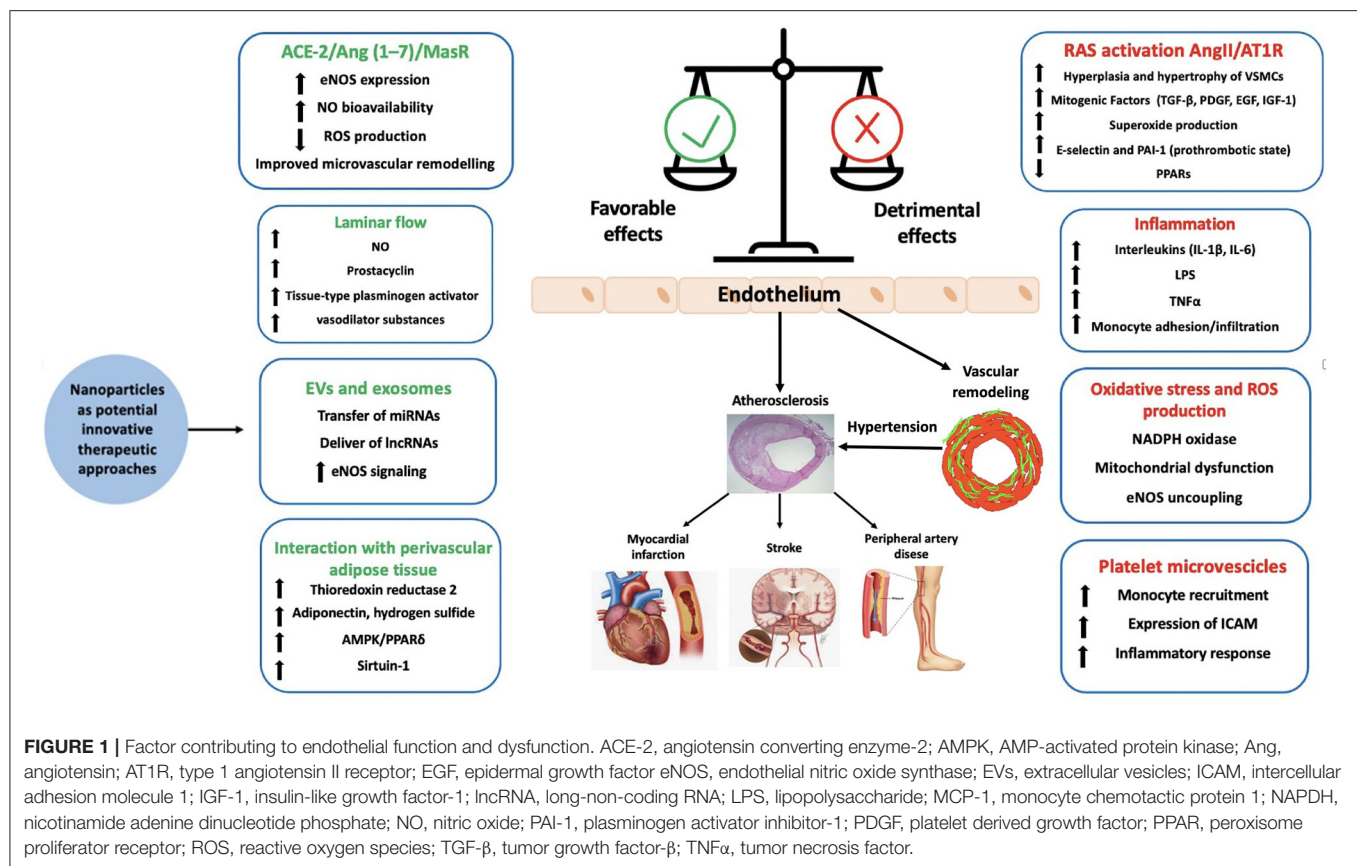 ACE-2/Ang (1–7)/MasR
eNOS expression
NO bioavailability
ROS production
Improved microvascular remodelling
Laminar flow
NO
Prostacyclin
Tissue-type plasminogen activator
vasodilator substances
Nanoparticles
as potential
innovative
therapeutic
approaches
EVs and exosomes
Transfer of miRNAs
Deliver of lncRNAs
eNOS signaling
Interaction with perivascular
adipose tissue
Thioredoxin reductase 2
Adiponectin, hydrogen sulfide
AMPK/PPARδ
Sirtuin-1
Favorable
effects
Detrimental
effects
Endothelium
Atherosclerosis
Vascular
remodeling
Hypertension
Myocardial
infarction
Stroke
Peripheral artery
disese
Plaque
RAS activation AngII/AT1R
Hyperplasia and hypertrophy of VSMCs
Mitogenic Factors (TGF-β, PDGF, EGF, IGF-1)
Superoxide production
E-selectin and PAI-1 (prothrombotic state)
PPARs
Inflammation
Interleukins (IL-1β, IL-6)
LPS
TNFα
Monocyte adhesion/infiltration
Oxidative stress and ROS
production
NADPH oxidase
Mitochondrial dysfunction
eNOS uncoupling
Platelet microvescicles
Monocyte recruitment
Expression of ICAM
Inflammatory response
FIGURE 1 | Factor contributing to endothelial function and dysfunction. ACE-2, angiotensin converting enzyme-2; AMPK, AMP-activated protein kinase; Ang,
angiotensin; AT1R, type 1 angiotensin II receptor; EGF, epidermal growth factor eNOS, endothelial nitric oxide synthase; EVs, extracellular vesicles; ICAM, intercellular
adhesion molecule 1; IGF-1, insulin-like growth factor-1; lncRNA, long-non-coding RNA; LPS, lipopolysaccharide; MCP-1, monocyte chemotactic protein 1; NAPDH,
nicotinamide adenine dinucleotide phosphate; NO, nitric oxide; PAI-1, plasminogen activator inhibitor-1; PDGF, platelet derived growth factor; PPAR, peroxisome
proliferator receptor; ROS, reactive oxygen species; TGF-β, tumor growth factor-β; TNFα, tumor necrosis factor.